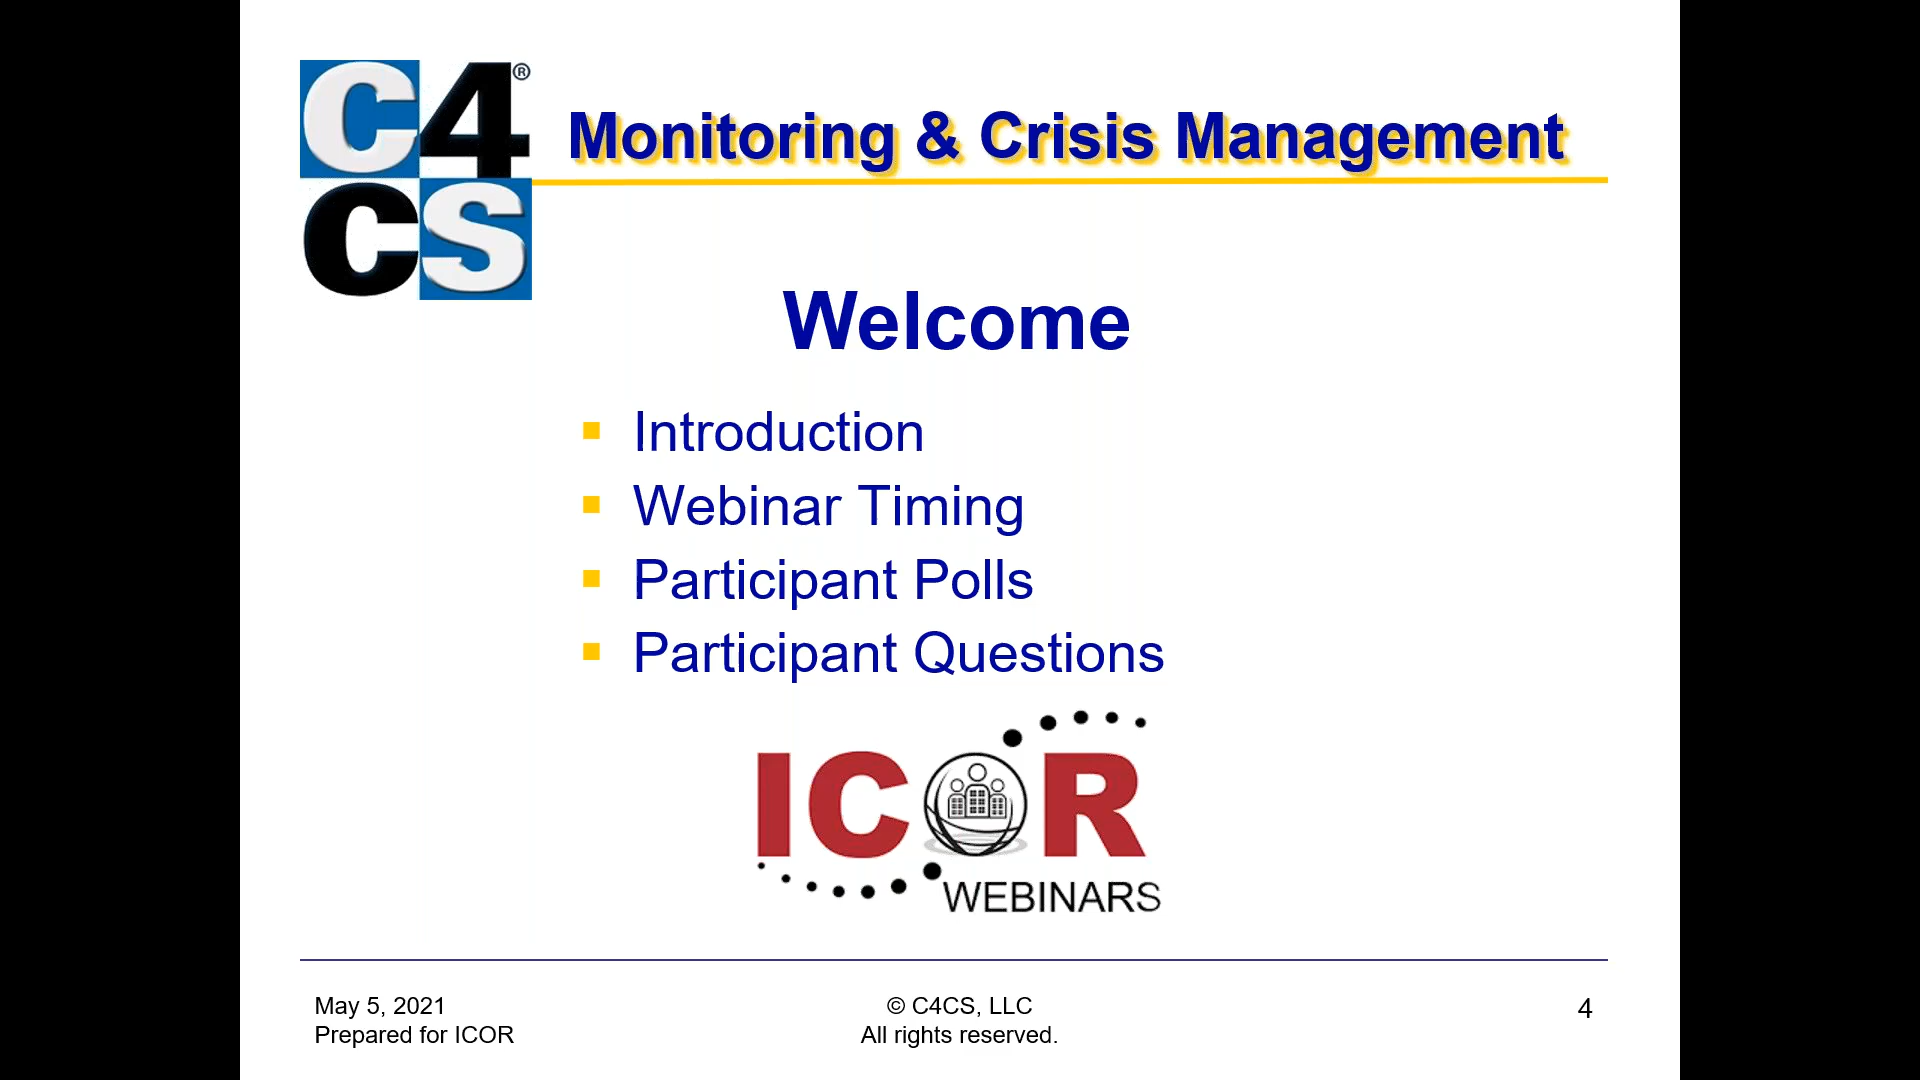 C4®
CS
Monitoring & Crisis Management
Welcome
Introduction
Webinar Timing
Participant Polls
Participant Questions
ICOR
WEBINARS
May 5, 2021
Prepared for ICOR
© C4CS, LLC
All rights reserved.
4